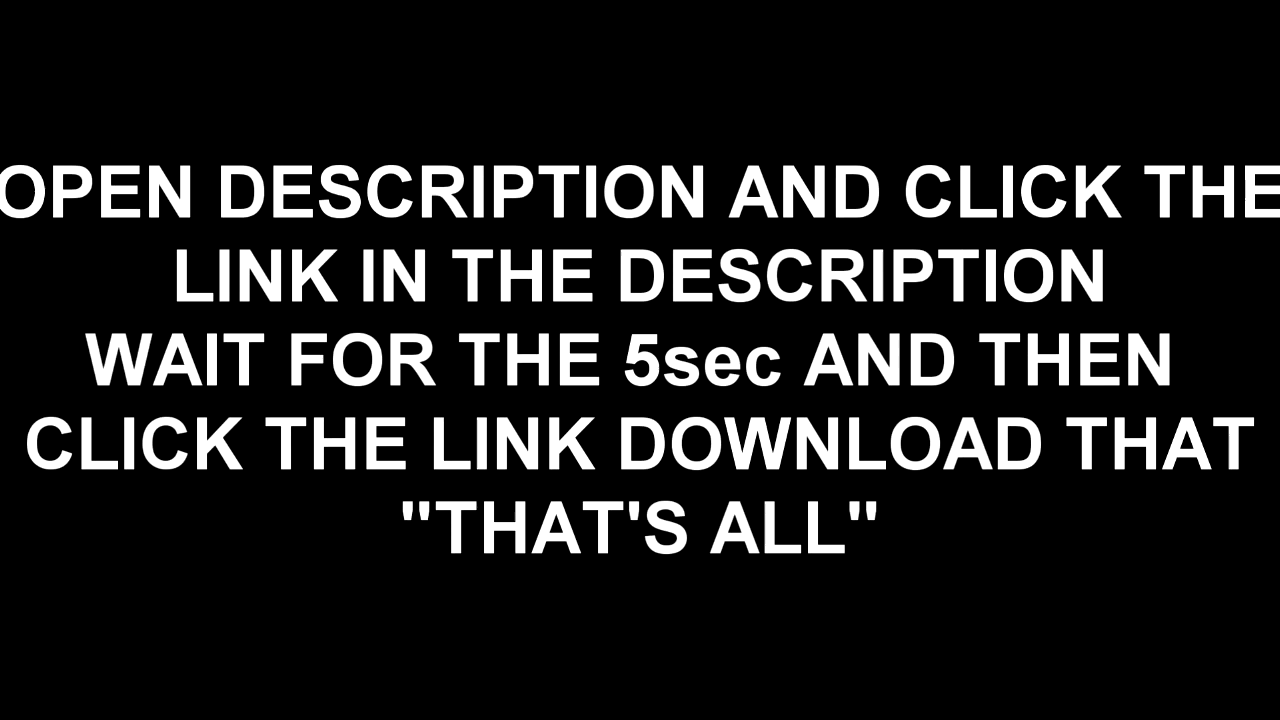 OPEN DESCRIPTION AND CLICK THE
LINK IN THE DESCRIPTION
WAIT FOR THE 5sec AND THEN
CLICK THE LINK DOWNLOAD THAT
"THAT'S ALL"